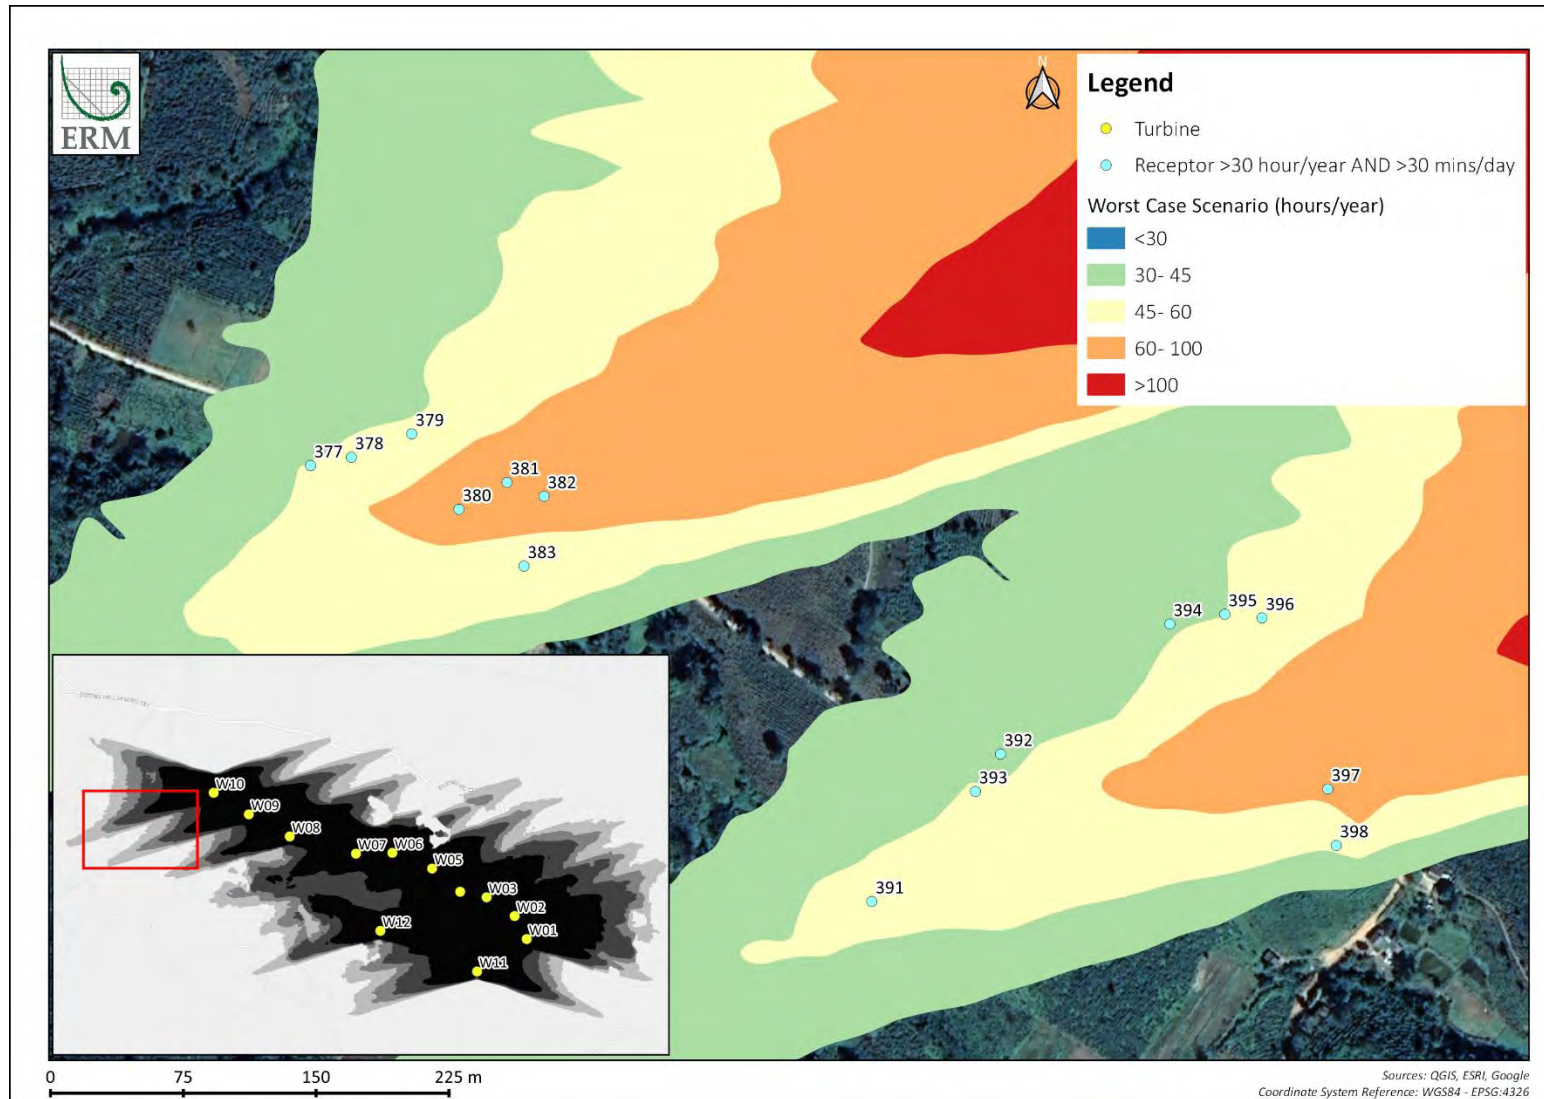 ERM
N
Legend
Turbine
Receptor >30 hour/year AND >30 mins/day
Worst Case Scenario (hours/year)
<30
30- 45
45- 60
60- 100
>100
379
378
377
381
382
380
383
395
396
394
392
393
397
398
391
W10
W09
W08
W07
W06
W05
W03
W02
W12
W01
W11
0
75
150
225 m
Sources: QGIS, ESRI, Google
Coordinate System Reference: WGS84 - EPSG:4326